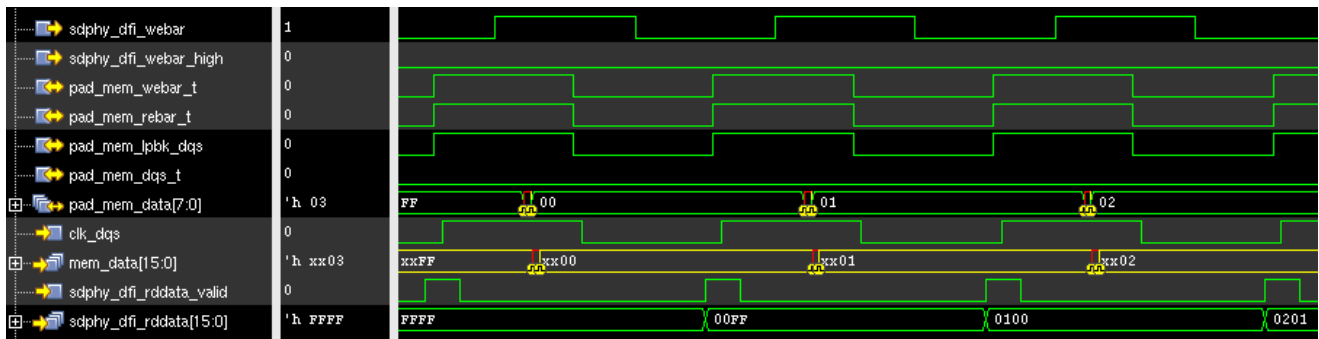 sdphy_dfi_webar 1
sdphy_dfi_webar_high 0
pad_mem_webar_t 0
pad_mem_rebar_t 0
pad_mem_lpbk_dqs 0
pad_mem_dqs_t 0
pad_mem_data[7:0] 'h 03 FF 00 01 02
clk_dqs 0
mem_data[15:0] 'h xx03 xxFF xx00 xx01 xx02
sdphy_dfi_rddata_valid 0
sdphy_dfi_rddata[15:0] 'h FFFF FFFF 00FF 0100 0201